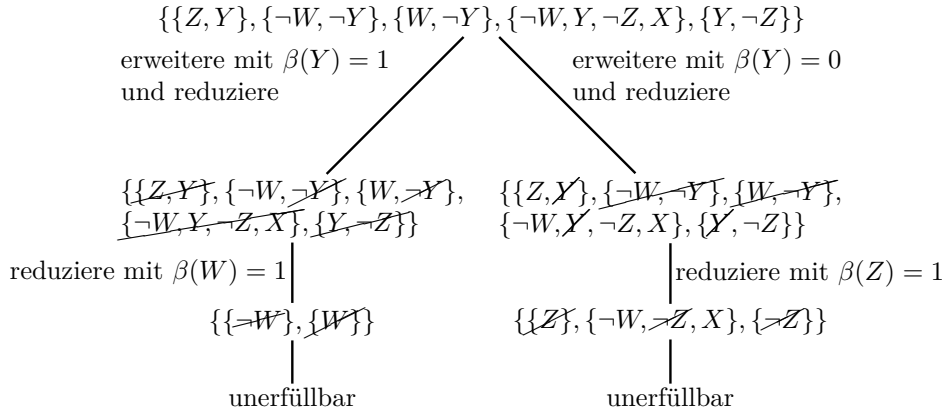 {{Z, Y}, {¬W, ¬Y}, {W, ¬Y}, {¬W, Y, ¬Z, X}, {Y, ¬Z}}
erweitere mit β(Y) = 1
und reduziere
erweitere mit β(Y) = 0
und reduziere
{{Z, Y}, {¬W, ¬Y}, {W, ¬Y},
{¬W, Y, ¬Z, X}, {Y, ¬Z}}
{{Z, Y}, {¬W, ¬Y}, {W, ¬Y},
{¬W, Y, ¬Z, X}, {Y, ¬Z}}
reduziere mit β(W) = 1
reduziere mit β(Z) = 1
{{¬W}, {W}}
{{Z}, {¬W, ¬Z, X}, {¬Z}}
unerfüllbar
unerfüllbar